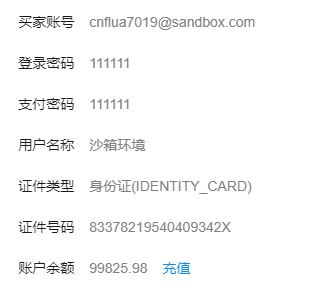 买家账号 cnflua7019@sandbox.com
登录密码 111111
支付密码 111111
用户名称 沙箱环境
证件类型 身份证(IDENTITY_CARD)
证件号码 83378219540409342X
账户余额 99825.98 充值